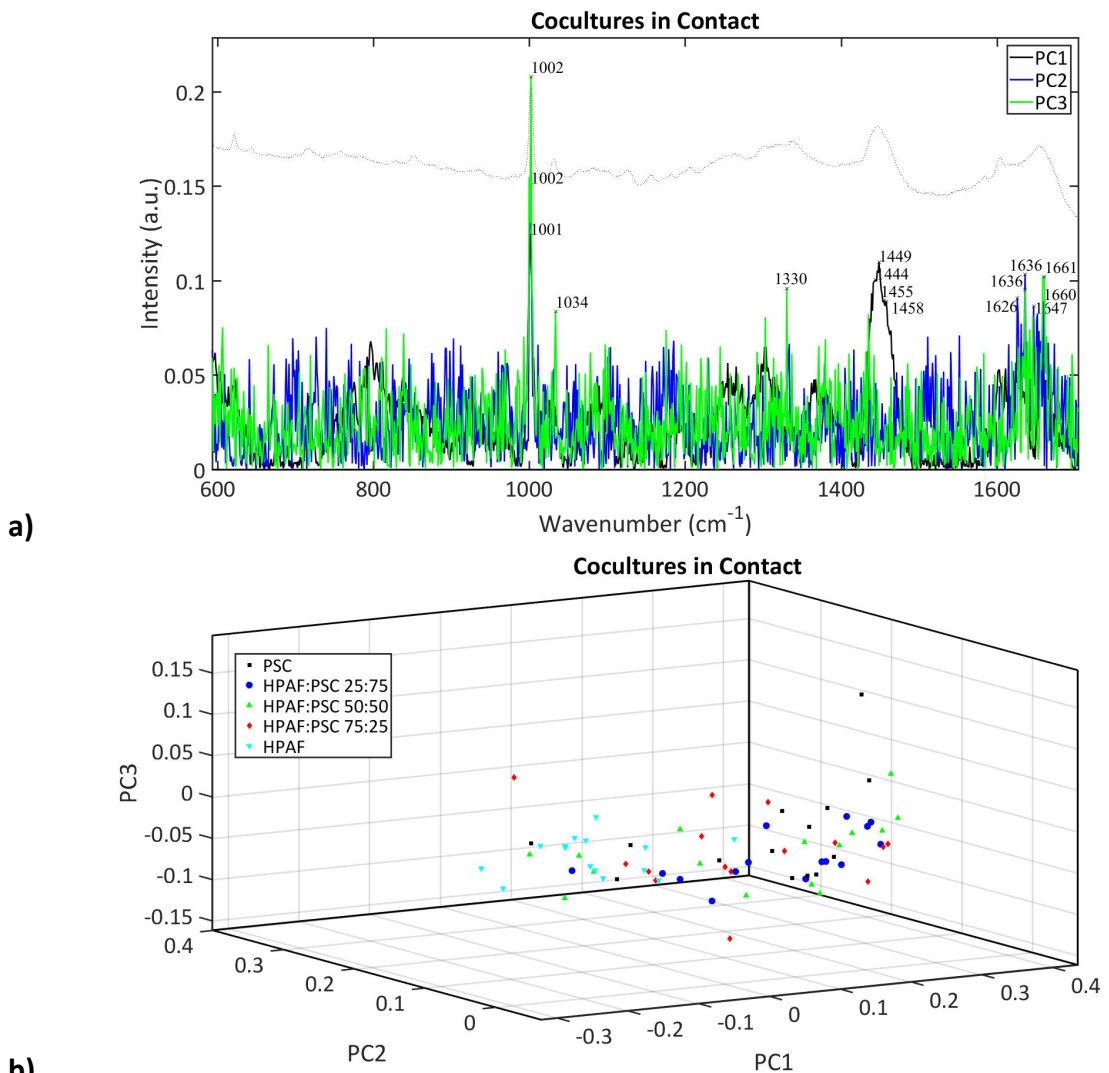 Cocultures in Contact
PC1
PC2
PC3
1002
1002
1001
1034
1330
1449
444
1455
1458
1636
1661
1636
1660
1626
1647
0.2
0.15
0.1
0.05
0
Intensity (a.u.)
600
800
1000
1200
1400
1600
Wavenumber (cm-1)
a)
Cocultures in Contact
PSC
HPAF:PSC 25:75
HPAF:PSC 50:50
HPAF:PSC 75:25
HPAF
0.15
0.1
0.05
0
-0.05
-0.1
-0.15
PC3
0.4
0.3
0.2
0.1
0
PC2
-0.3
-0.2
-0.1
0
0.1
0.2
0.3
0.4
PC1
b)